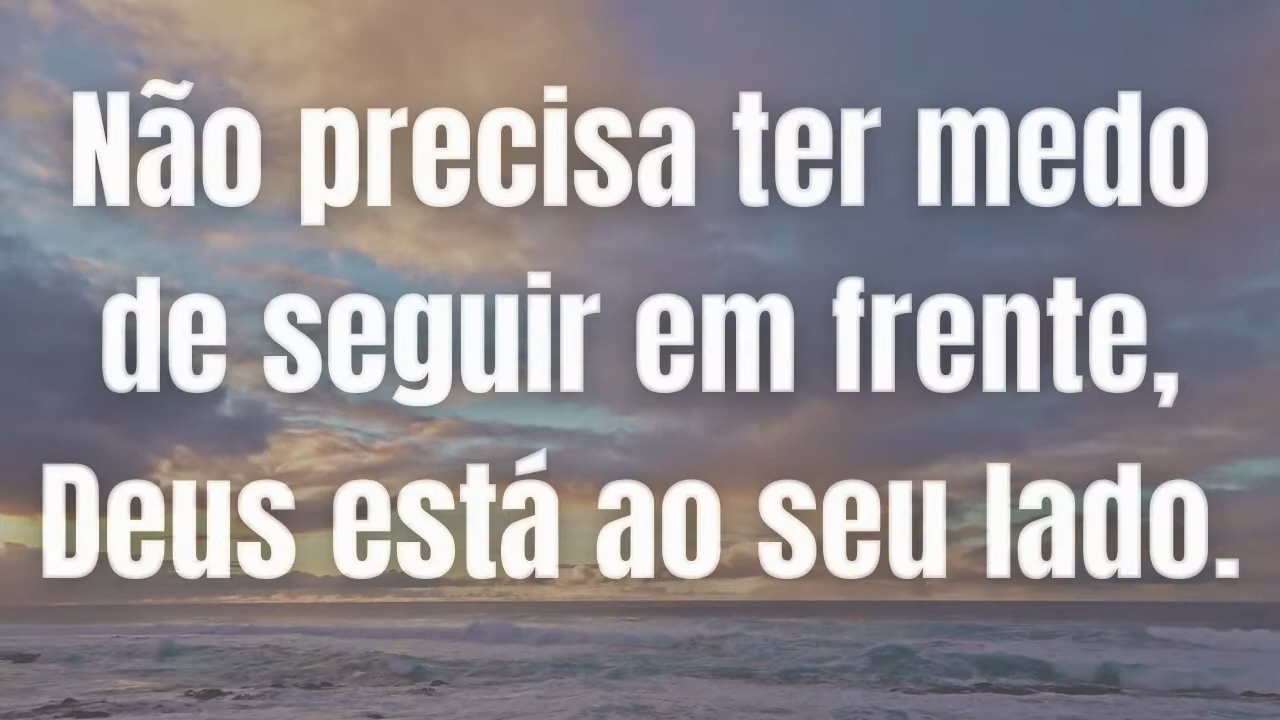 Não precisa ter medo
de seguir em frente,
Deus está ao seu lado.